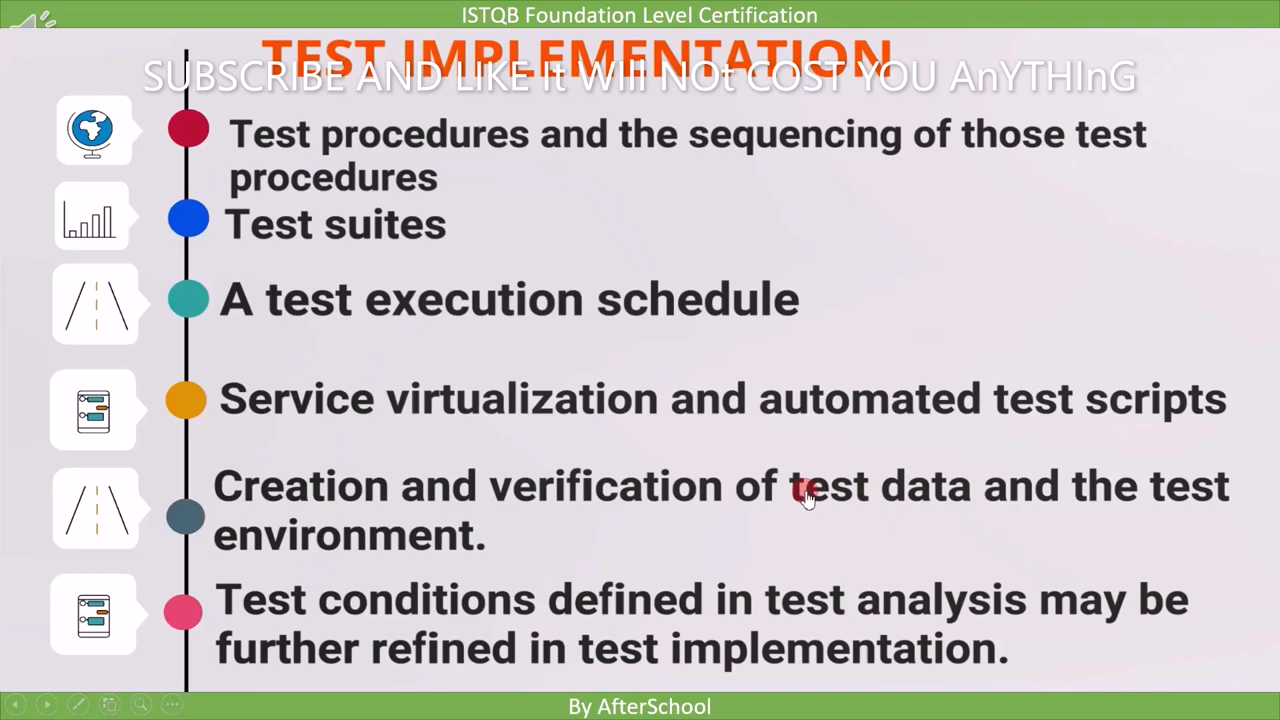 ISTQB Foundation Level Certification
TEST IMPLEMENTATION
SUBSCRIBE AND LIKE It WIll NOt COST YOU AnYTHInG
Test procedures and the sequencing of those test
procedures
Test suites
A test execution schedule
Service virtualization and automated test scripts
Creation and verification of test data and the test
environment.
Test conditions defined in test analysis may be
further refined in test implementation.
By AfterSchool